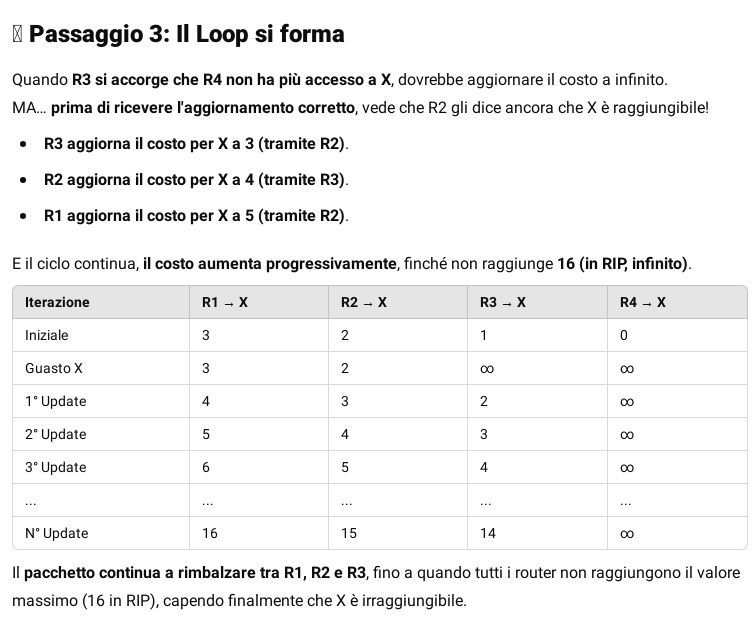 Passaggio 3: Il Loop si forma
Quando R3 si accorge che R4 non ha più accesso a X, dovrebbe aggiornare il costo a infinito.
MA... prima di ricevere l'aggiornamento corretto, vede che R2 gli dice ancora che X è raggiungibile!
• R3 aggiorna il costo per X a 3 (tramite R2).
• R2 aggiorna il costo per X a 4 (tramite R3).
• R1 aggiorna il costo per X a 5 (tramite R2).
E il ciclo continua, il costo aumenta progressivamente, finché non raggiunge 16 (in RIP, infinito).
Iterazione R1 → X R2 → X R3 → X R4 → X
Iniziale 3 2 1 0
Guasto X 3 2 ∞ ∞
1° Update 4 3 2 ∞
2° Update 5 4 3 ∞
3° Update 6 5 4 ∞
... ... ... ... ...
N° Update 16 15 14 ∞
Il pacchetto continua a rimbalzare tra R1, R2 e R3, fino a quando tutti i router non raggiungono il valore
massimo (16 in RIP), capendo finalmente che X è irraggiungibile.